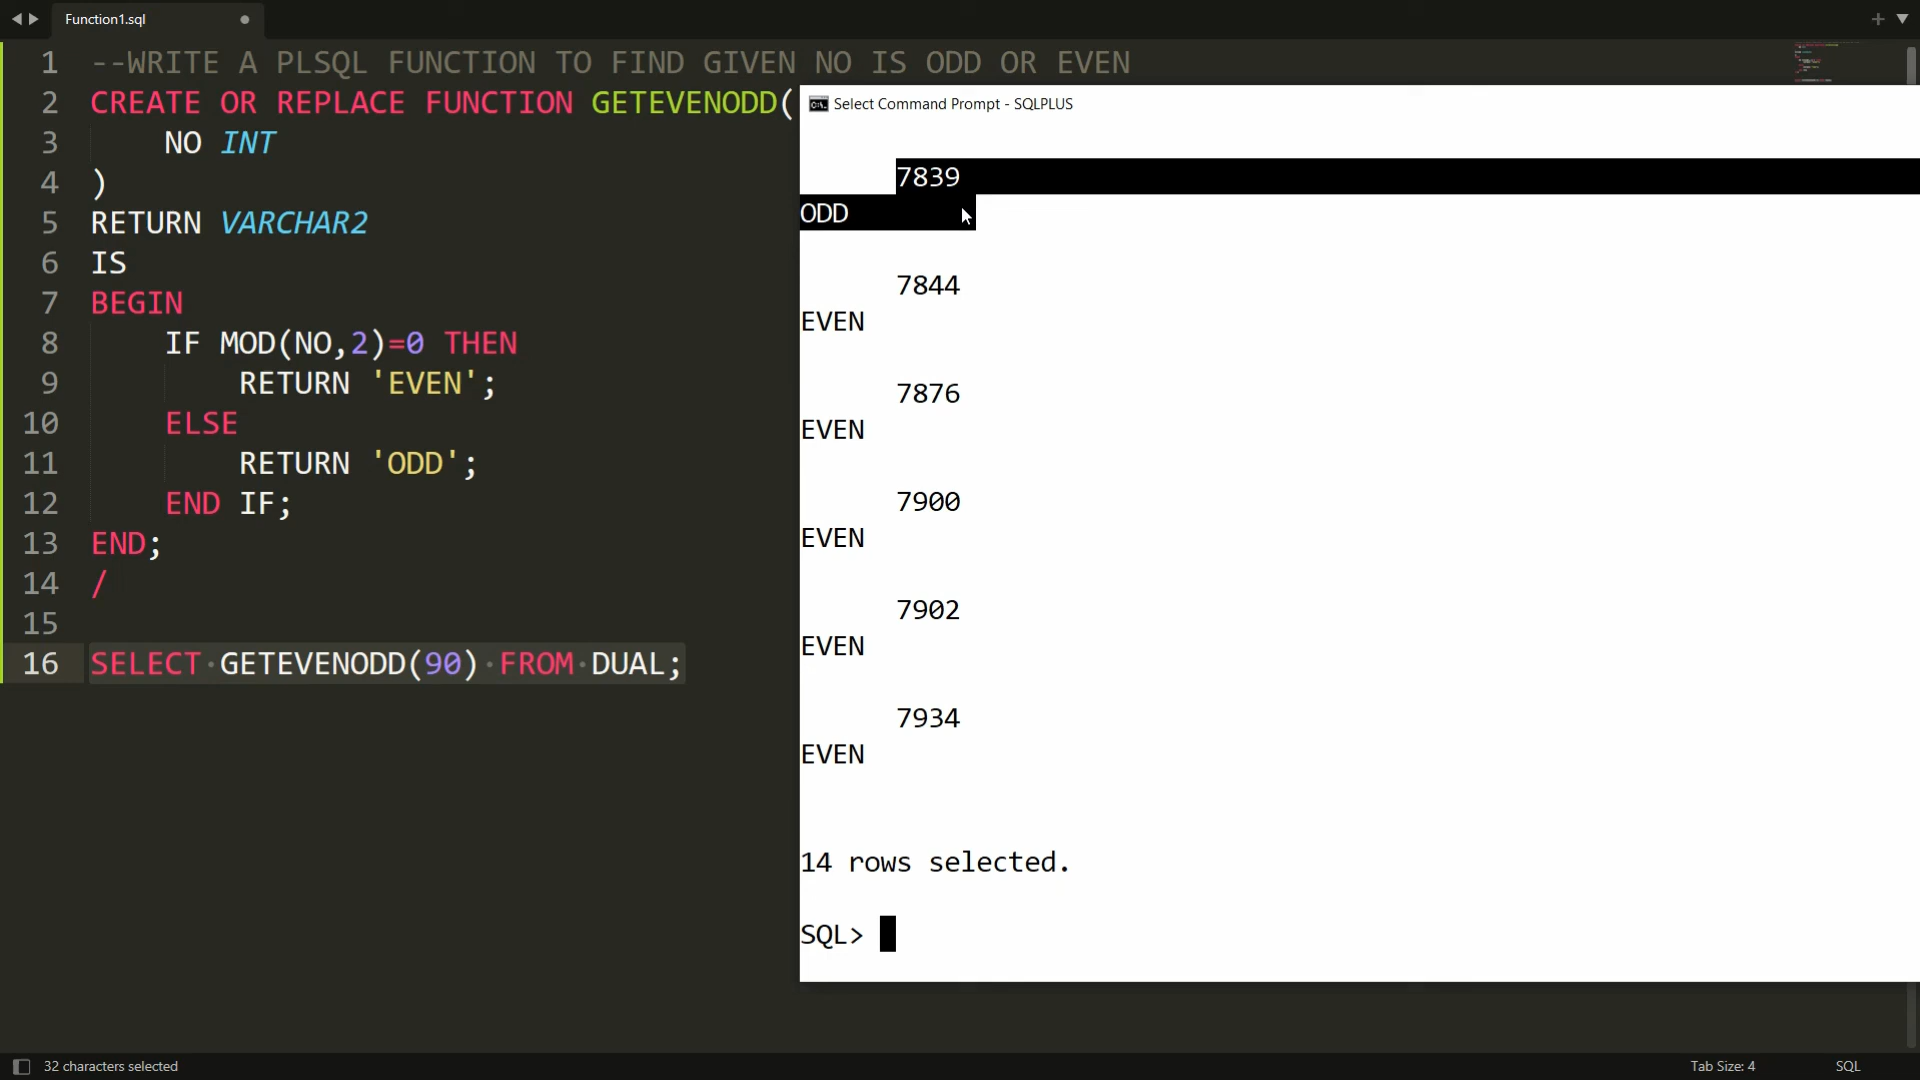 Function1.sql
1 --WRITE A PLSQL FUNCTION TO FIND GIVEN NO IS ODD OR EVEN
2 CREATE OR REPLACE FUNCTION GETEVENODD(
3 NO INT
4 )
5 RETURN VARCHAR2
6 IS
7 BEGIN
8 IF MOD(NO,2)=0 THEN
9 RETURN 'EVEN';
10 ELSE
11 RETURN 'ODD';
12 END IF;
13 END;
14 /
15
16 SELECT GETEVENODD(90) FROM DUAL;
Select Command Prompt - SQLPLUS
7839
ODD
7844
EVEN
7876
EVEN
7900
EVEN
7902
EVEN
7934
EVEN
14 rows selected.
SQL>
32 characters selected
Tab Size: 4
SQL